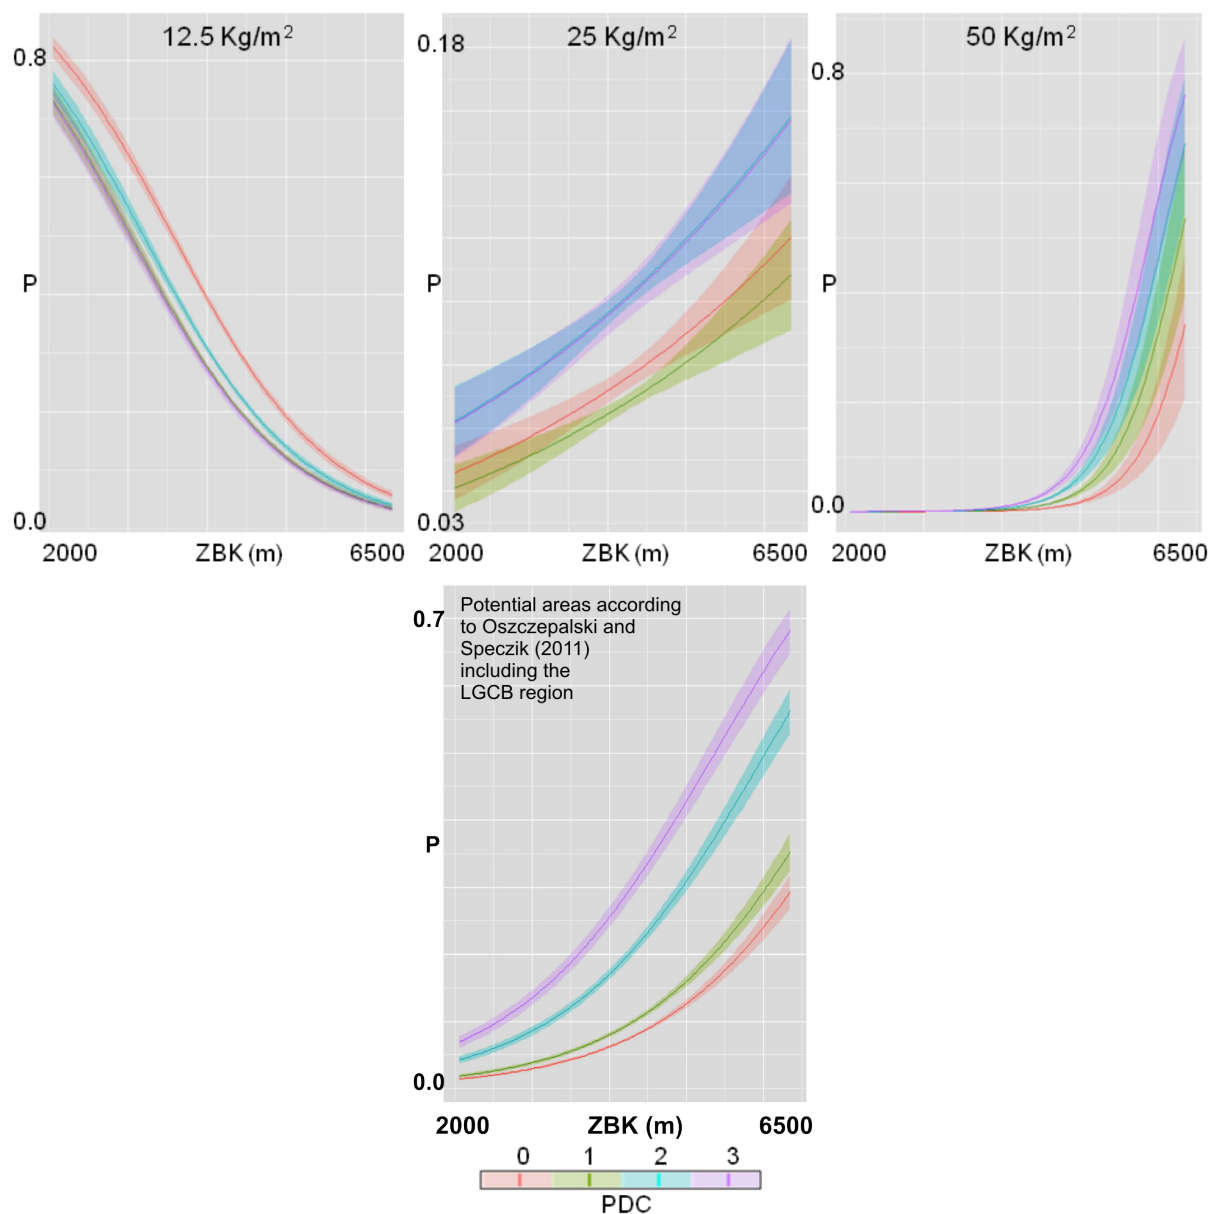 12.5 Kg/m²
0.8
P
0.0
2000 ZBK (m) 6500
25 Kg/m²
0.18
P
0.03
2000 ZBK (m) 6500
50 Kg/m²
0.8
P
0.0
2000 ZBK (m) 6500
Potential areas according
to Oszczepalski and
Speczik (2011)
including the
LGCB region
0.7
P
0.0
2000 ZBK (m) 6500
0 1 2 3
PDC